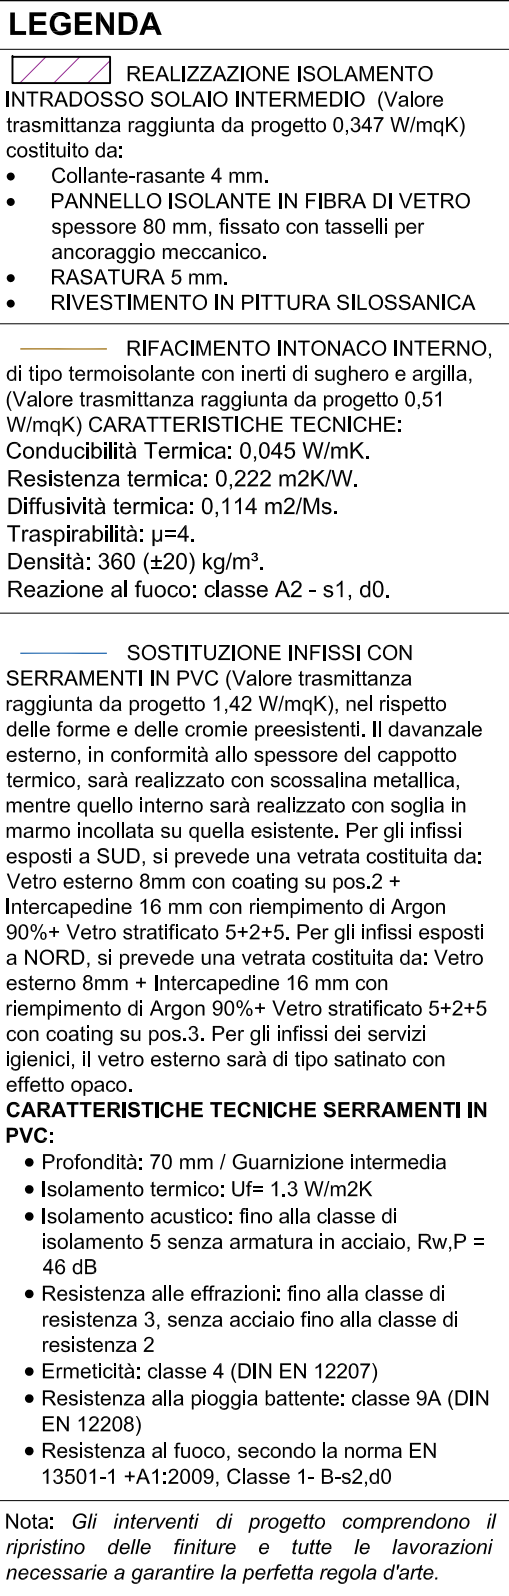 LEGENDA
REALIZZAZIONE ISOLAMENTO
INTRADOSSO SOLAIO INTERMEDIO (Valore
trasmittanza raggiunta da progetto 0,347 W/mqK)
costituito da:
• Collante-rasante 4 mm.
• PANNELLO ISOLANTE IN FIBRA DI VETRO
spessore 80 mm, fissato con tasselli per
ancoraggio meccanico.
• RASATURA 5 mm.
• RIVESTIMENTO IN PITTURA SILOSSANICA
RIFACIMENTO INTONACO INTERNO,
di tipo termoisolante con inerti di sughero e argilla,
(Valore trasmittanza raggiunta da progetto 0,51
W/mqK) CARATTERISTICHE TECNICHE:
Conducibilità Termica: 0,045 W/mK.
Resistenza termica: 0,222 m2K/W.
Diffusività termica: 0,114 m2/Ms.
Traspirabilità: µ=4.
Densità: 360 (±20) kg/m³.
Reazione al fuoco: classe A2 - s1, d0.
SOSTITUZIONE INFISSI CON
SERRAMENTI IN PVC (Valore trasmittanza
raggiunta da progetto 1,42 W/mqK), nel rispetto
delle forme e delle cromie preesistenti. Il davanzale
esterno, in conformità allo spessore del cappotto
termico, sarà realizzato con scossalina metallica,
mentre quello interno sarà realizzato con soglia in
marmo incollata su quella esistente. Per gli infissi
esposti a SUD, si prevede una vetrata costituita da:
Vetro esterno 8mm con coating su pos.2 +
Intercapedine 16 mm con riempimento di Argon
90%+ Vetro stratificato 5+2+5. Per gli infissi esposti
a NORD, si prevede una vetrata costituita da: Vetro
esterno 8mm + Intercapedine 16 mm con
riempimento di Argon 90%+ Vetro stratificato 5+2+5
con coating su pos.3. Per gli infissi dei servizi
igienici, il vetro esterno sarà di tipo satinato con
effetto opaco.
CARATTERISTICHE TECNICHE SERRAMENTI IN
PVC:
• Profondità: 70 mm / Guarnizione intermedia
• Isolamento termico: Uf= 1.3 W/m2K
• Isolamento acustico: fino alla classe di
isolamento 5 senza armatura in acciaio, Rw,P =
46 dB
• Resistenza alle effrazioni: fino alla classe di
resistenza 3, senza acciaio fino alla classe di
resistenza 2
• Ermeticità: classe 4 (DIN EN 12207)
• Resistenza alla pioggia battente: classe 9A (DIN
EN 12208)
• Resistenza al fuoco, secondo la norma EN
13501-1 +A1:2009, Classe 1- B-s2,d0
Nota: Gli interventi di progetto comprendono il
ripristino delle finiture e tutte le lavorazioni
necessarie a garantire la perfetta regola d'arte.